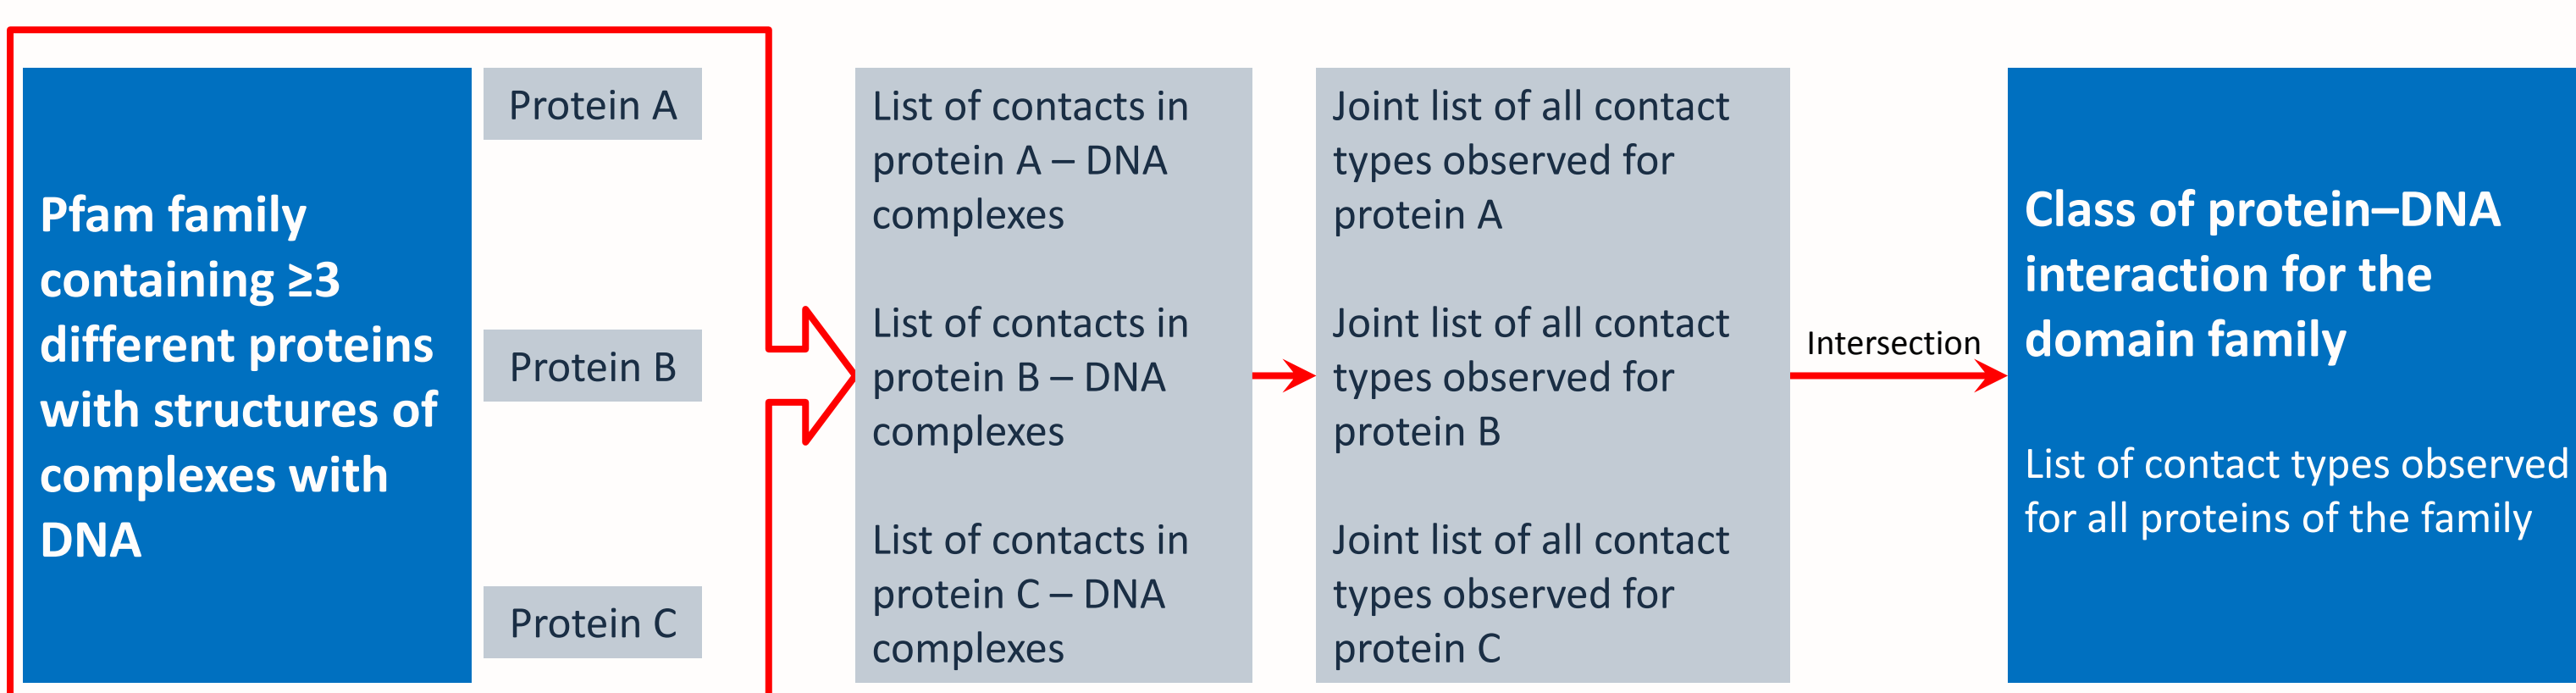 Pfam family
containing ≥3
different proteins
with structures of
complexes with
DNA
Protein A
Protein B
Protein C
List of contacts in
protein A – DNA
complexes
List of contacts in
protein B – DNA
complexes
List of contacts in
protein C – DNA
complexes
Joint list of all contact
types observed for
protein A
Joint list of all contact
types observed for
protein B
Joint list of all contact
types observed for
protein C
Intersection
Class of protein–DNA
interaction for the
domain family
List of contact types observed
for all proteins of the family